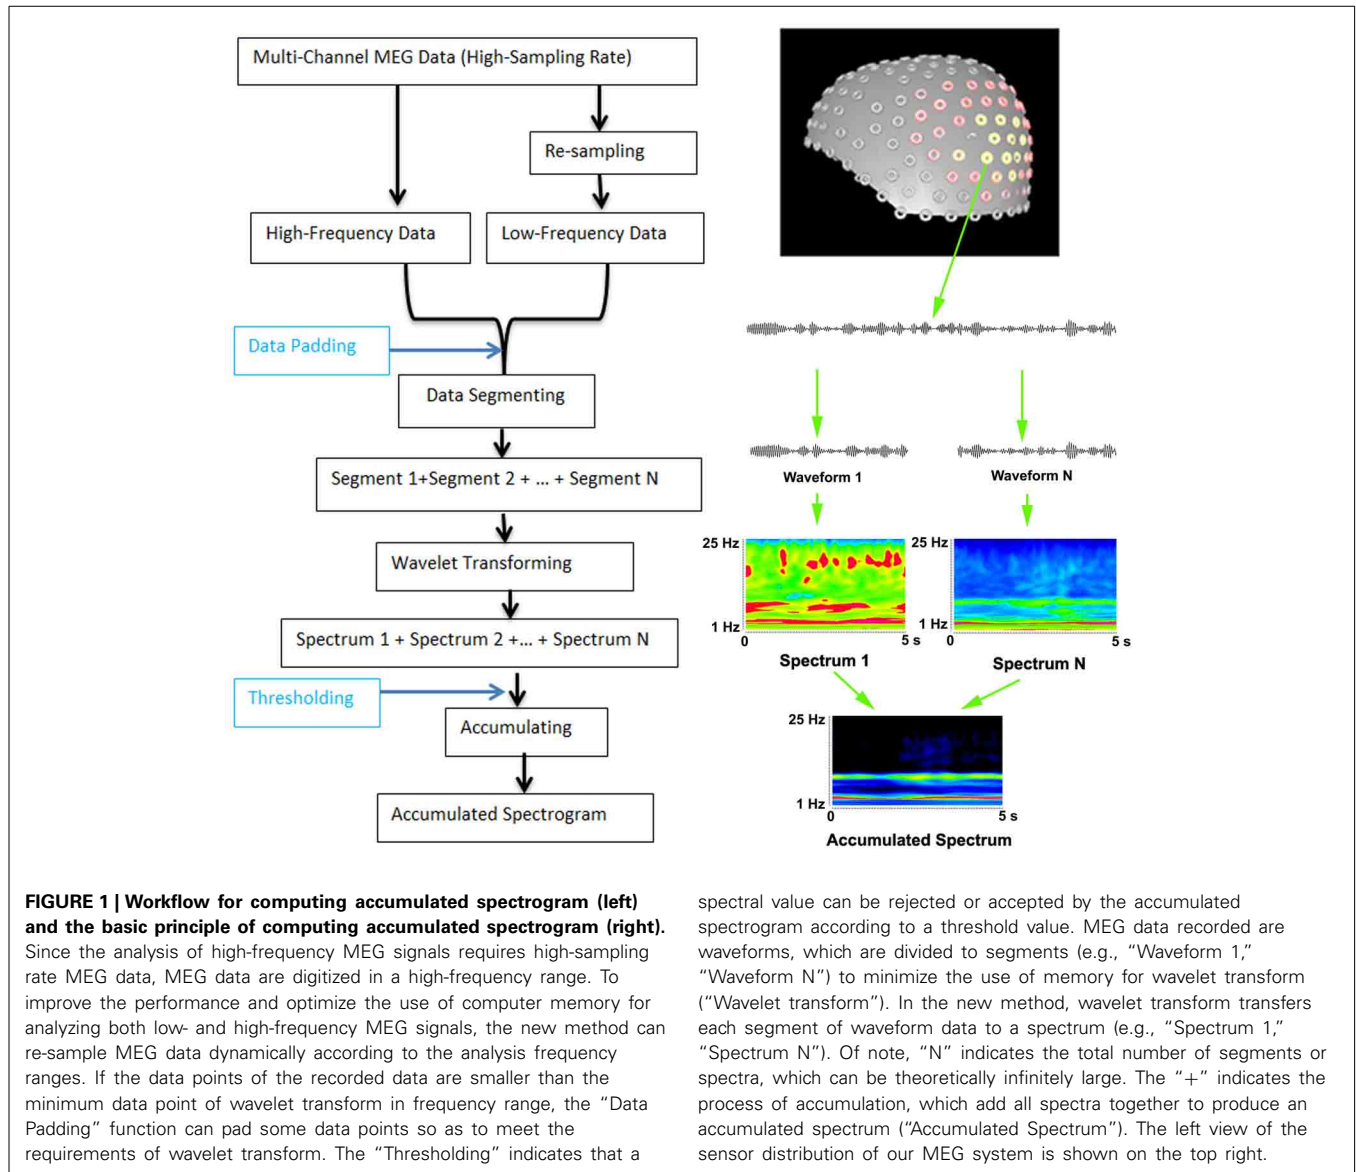 Multi-Channel MEG Data (High-Sampling Rate)
Re-sampling
High-Frequency Data
Low-Frequency Data
Data Padding
Data Segmenting
Segment 1+Segment 2 + ... + Segment N
Wavelet Transforming
Spectrum 1 + Spectrum 2 +... + Spectrum N
Thresholding
Accumulating
Accumulated Spectrogram
Waveform 1
Waveform N
25 Hz
1 Hz
0
5 s
Spectrum 1
25 Hz
1 Hz
0
5 s
Spectrum N
25 Hz
1 Hz
0
5 s
Accumulated Spectrum
FIGURE 1 | Workflow for computing accumulated spectrogram (left)
and the basic principle of computing accumulated spectrogram (right).
Since the analysis of high-frequency MEG signals requires high-sampling
rate MEG data, MEG data are digitized in a high-frequency range. To
improve the performance and optimize the use of computer memory for
analyzing both low- and high-frequency MEG signals, the new method can
re-sample MEG data dynamically according to the analysis frequency
ranges. If the data points of the recorded data are smaller than the
minimum data point of wavelet transform in frequency range, the “Data
Padding” function can pad some data points so as to meet the
requirements of wavelet transform. The “Thresholding” indicates that a
spectral value can be rejected or accepted by the accumulated
spectrogram according to a threshold value. MEG data recorded are
waveforms, which are divided to segments (e.g., “Waveform 1,”
“Waveform N”) to minimize the use of memory for wavelet transform
(“Wavelet transform”). In the new method, wavelet transform transfers
each segment of waveform data to a spectrum (e.g., “Spectrum 1,”
“Spectrum N”). Of note, “N” indicates the total number of segments or
spectra, which can be theoretically infinitely large. The “+” indicates the
process of accumulation, which add all spectra together to produce an
accumulated spectrum (“Accumulated Spectrum”). The left view of the
sensor distribution of our MEG system is shown on the top right.